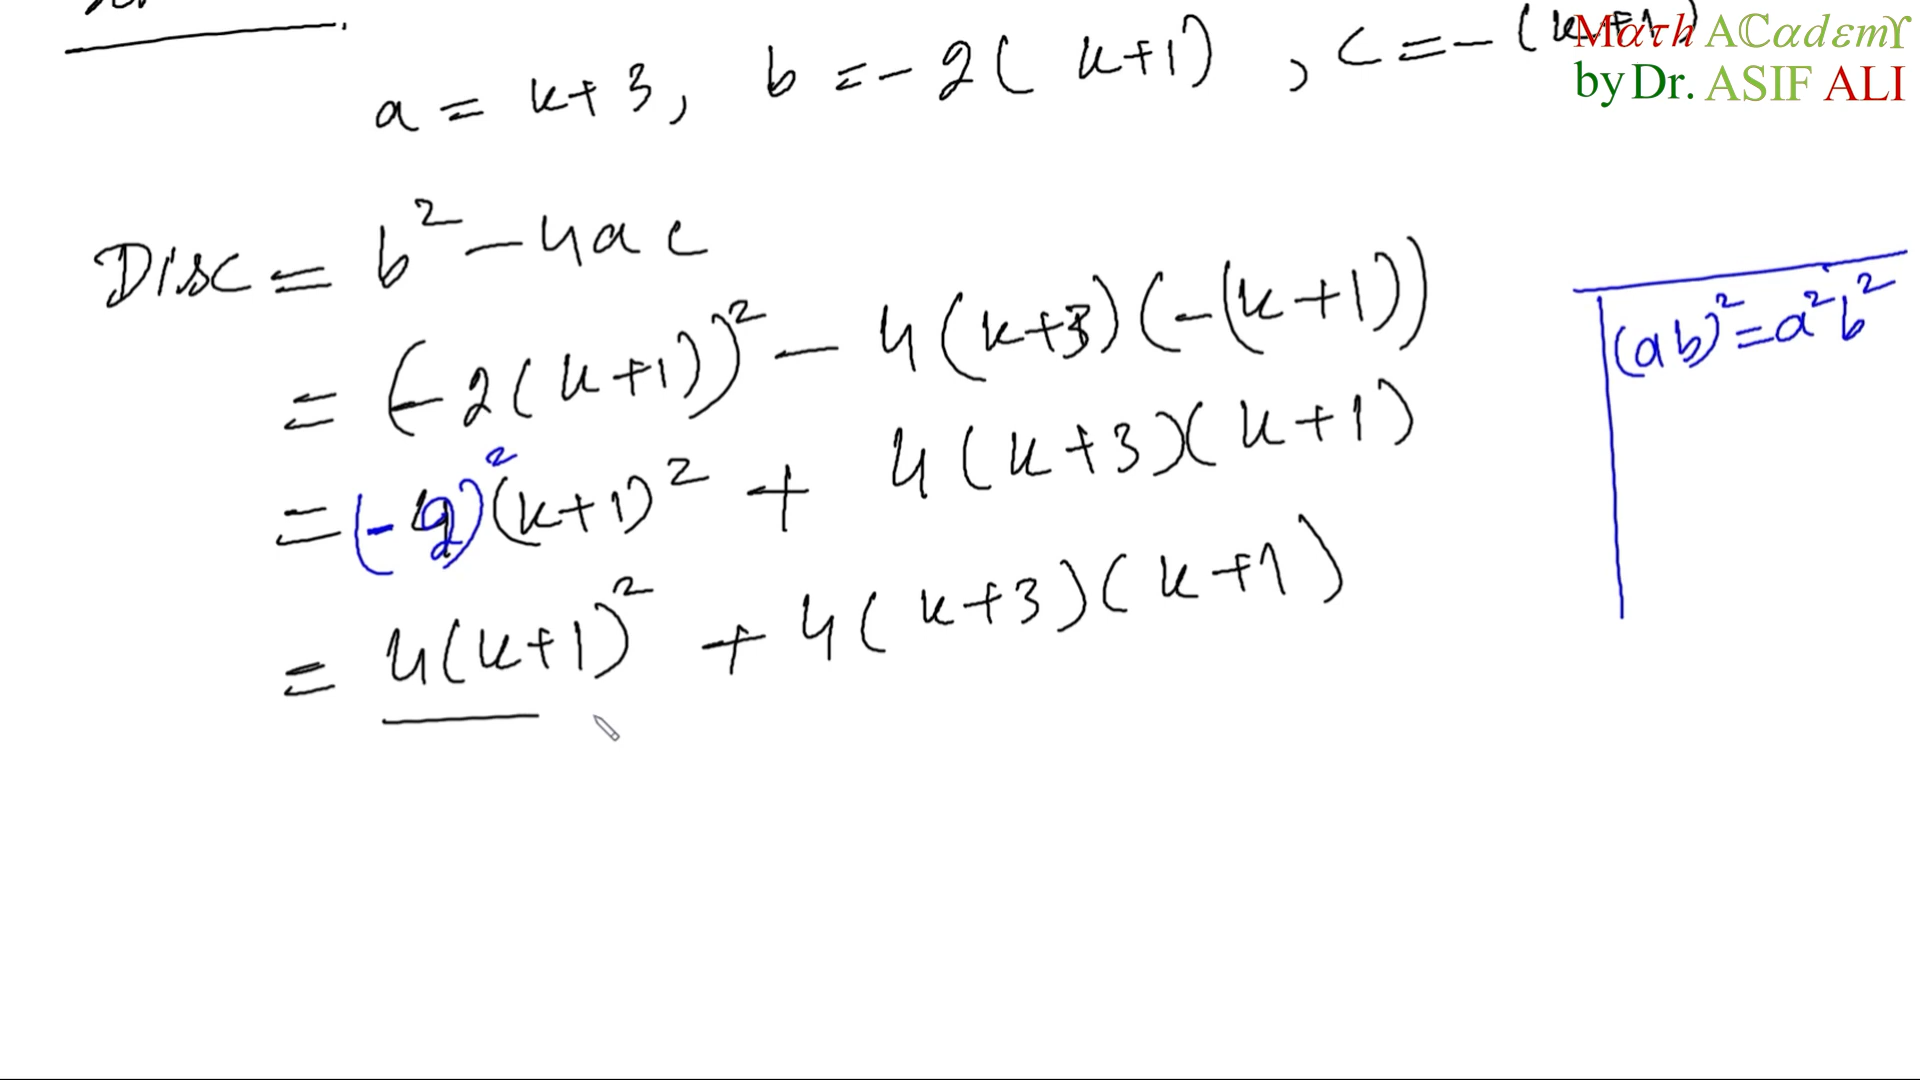 a = k+3, b = -2(k+1), c = -(k+1)
Math ACademy
by Dr. ASIF ALI
Disc = b² - 4ac
= (-2(k+1))² - 4(k+3)(-(k+1))
(ab)² = a²b²
= (-2)²(k+1)² + 4(k+3)(k+1)
= 4(k+1)² + 4(k+3)(k+1)